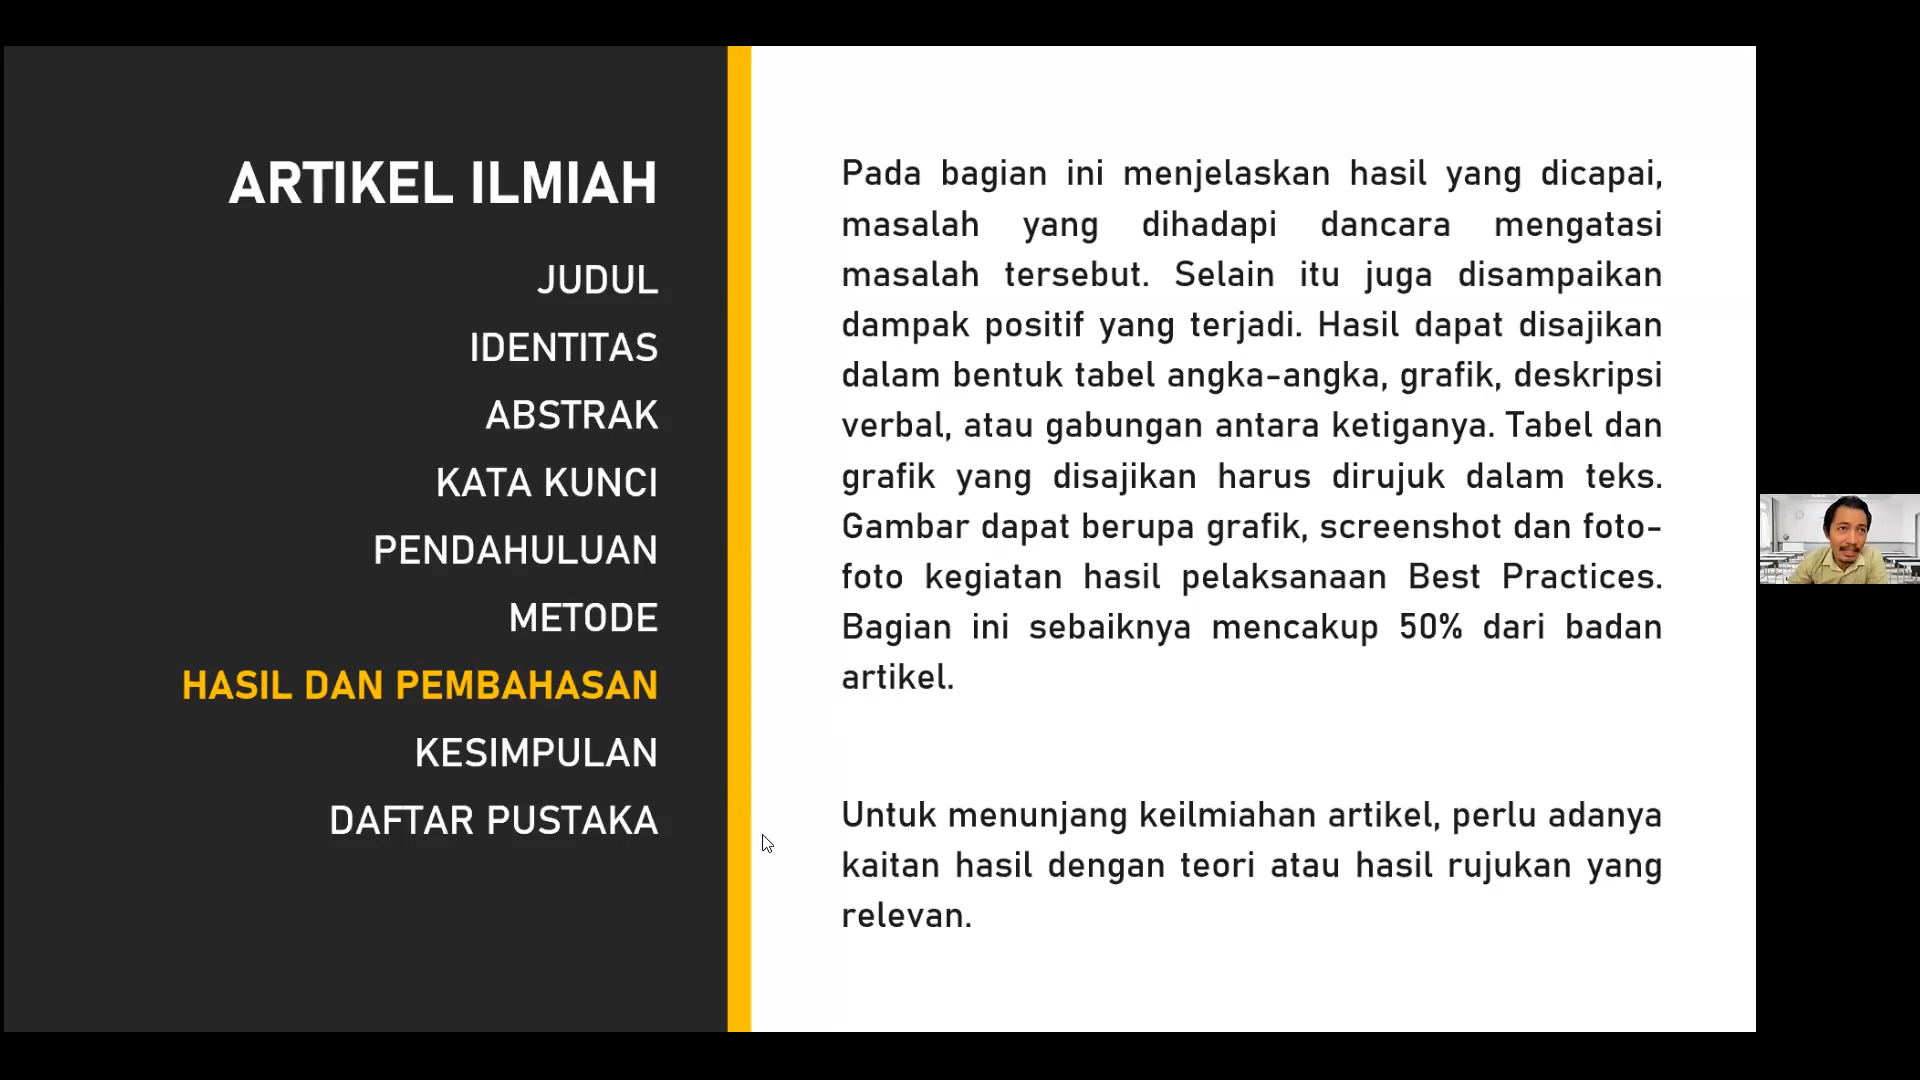 ARTIKEL ILMIAH
JUDUL
IDENTITAS
ABSTRAK
KATA KUNCI
PENDAHULUAN
METODE
HASIL DAN PEMBAHASAN
KESIMPULAN
DAFTAR PUSTAKA
Pada bagian ini menjelaskan hasil yang dicapai,
masalah yang dihadapi dancara mengatasi
masalah tersebut. Selain itu juga disampaikan
dampak positif yang terjadi. Hasil dapat disajikan
dalam bentuk tabel angka-angka, grafik, deskripsi
verbal, atau gabungan antara ketiganya. Tabel dan
grafik yang disajikan harus dirujuk dalam teks.
Gambar dapat berupa grafik, screenshot dan foto-
foto kegiatan hasil pelaksanaan Best Practices.
Bagian ini sebaiknya mencakup 50% dari badan
artikel.
Untuk menunjang keilmiahan artikel, perlu adanya
kaitan hasil dengan teori atau hasil rujukan yang
relevan.